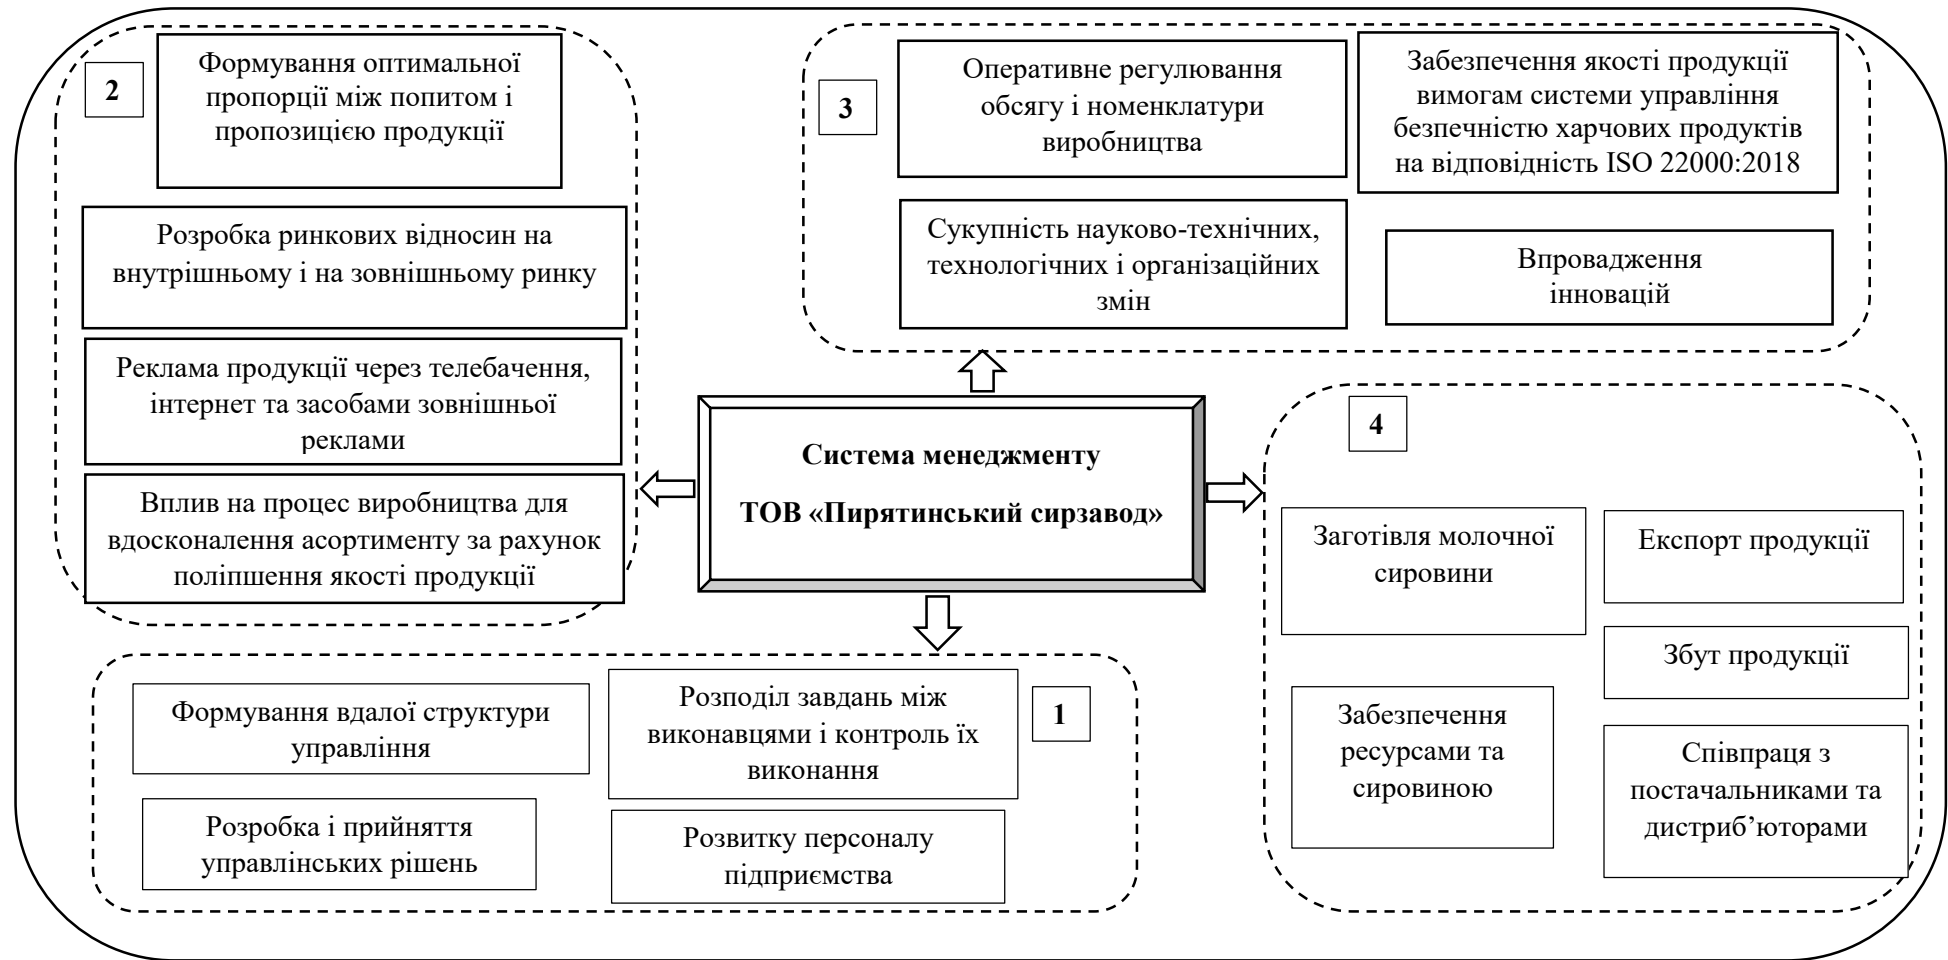 2
Формування оптимальної
пропорції між попитом і
пропозицією продукції
Розробка ринкових відносин на
внутрішньому і на зовнішньому ринку
Реклама продукції через телебачення,
інтернет та засобами зовнішньої
реклами
Вплив на процес виробництва для
вдосконалення асортименту за рахунок
поліпшення якості продукції
3
Оперативне регулювання
обсягу і номенклатури
виробництва
Забезпечення якості продукції
вимогам системи управління
безпечністю харчових продуктів
на відповідність ISO 22000:2018
Сукупність науково-технічних,
технологічних і організаційних
змін
Впровадження
інновацій
Система менеджменту
ТОВ «Пирятинський сирзавод»
4
Заготівля молочної
сировини
Експорт продукції
Збут продукції
Забезпечення
ресурсами та
сировиною
Співпраця з
постачальниками та
дистриб’юторами
Формування вдалої структури
управління
Розподіл завдань між
виконавцями і контроль їх
виконання
1
Розробка і прийняття
управлінських рішень
Розвитку персоналу
підприємства